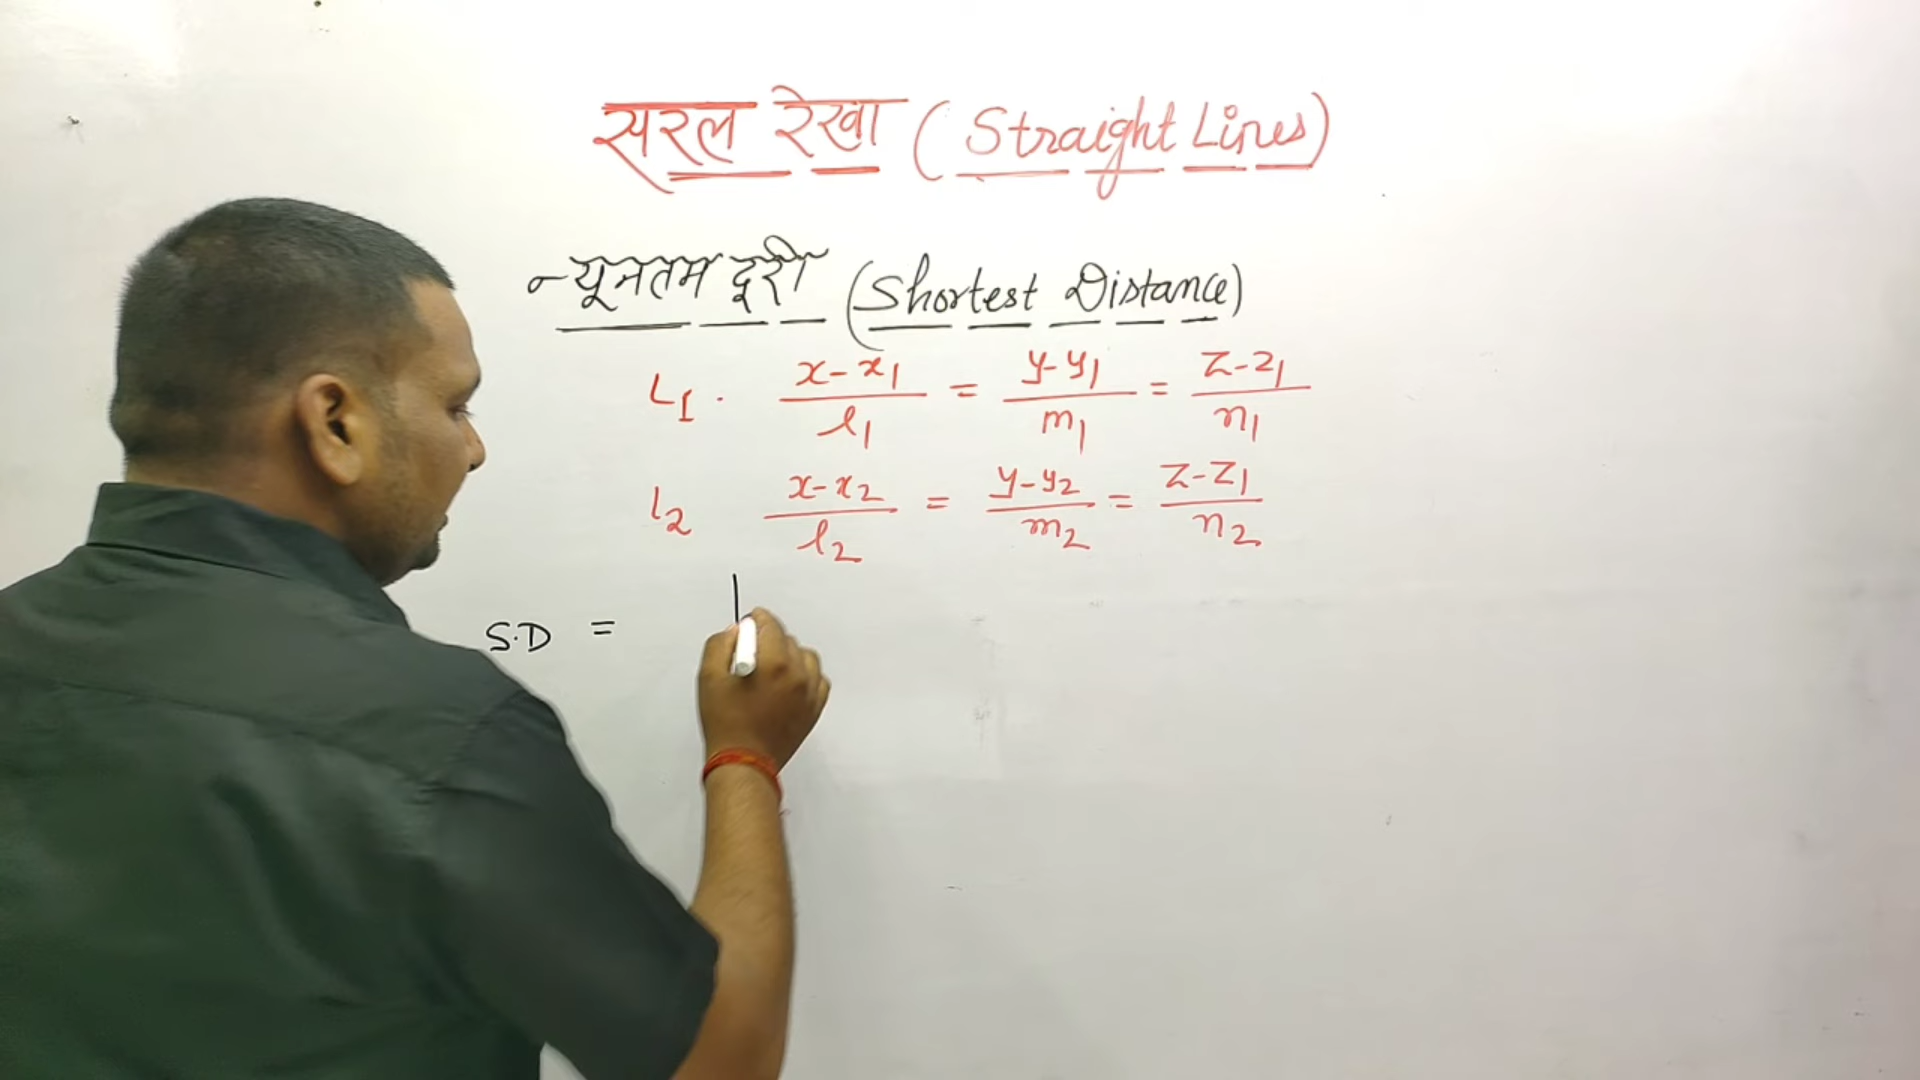 सरल रेखा ( Straight Lines)
न्यूनतम दूरी (Shortest Distance)
L1. x-x1/l1 = y-y1/m1 = z-z1/n1
l2 x-x2/l2 = y-y2/m2 = z-z1/n2
S.D =